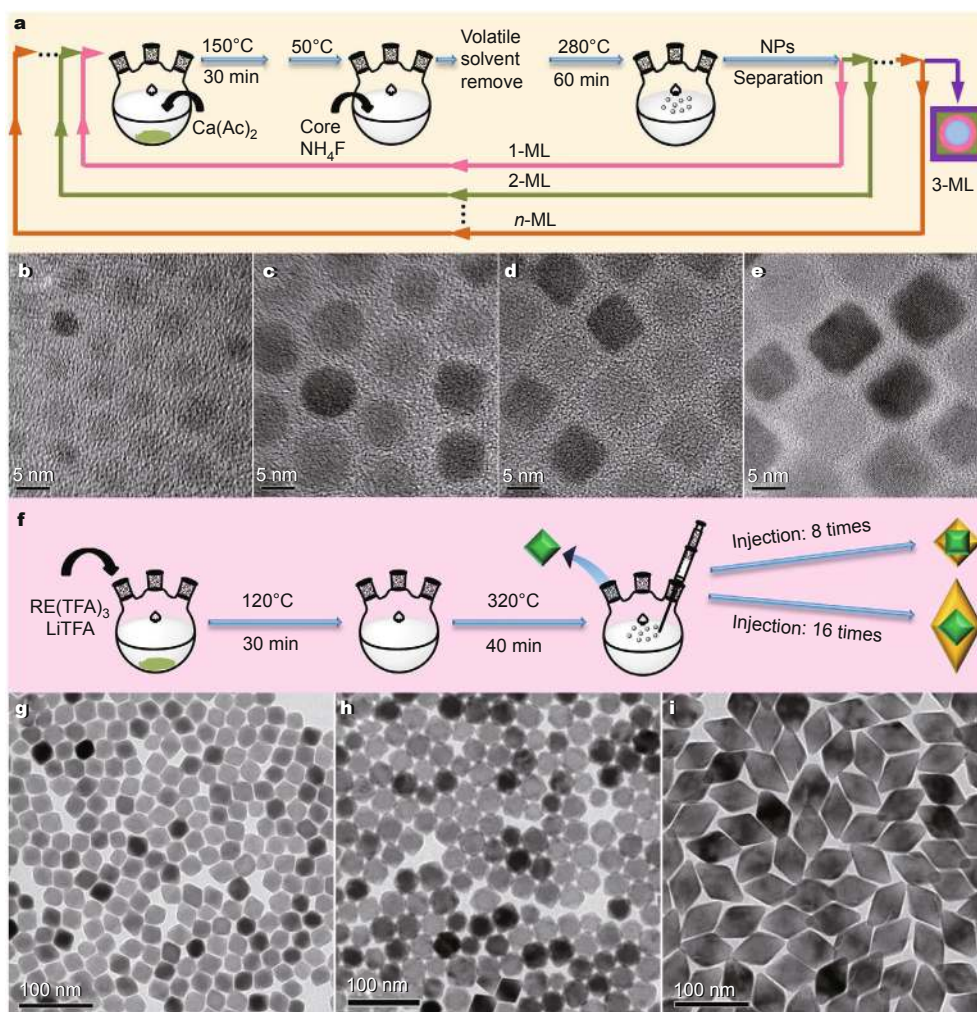 a
150°C
30 min
50°C
Volatile
solvent
remove
280°C
60 min
NPs
Separation
Ca(Ac)₂
Core
NH₄F
1-ML
2-ML
n-ML
3-ML
b
5 nm
c
5 nm
d
5 nm
e
5 nm
f
RE(TFA)₃
LiTFA
120°C
30 min
320°C
40 min
Injection: 8 times
Injection: 16 times
g
100 nm
h
100 nm
i
100 nm